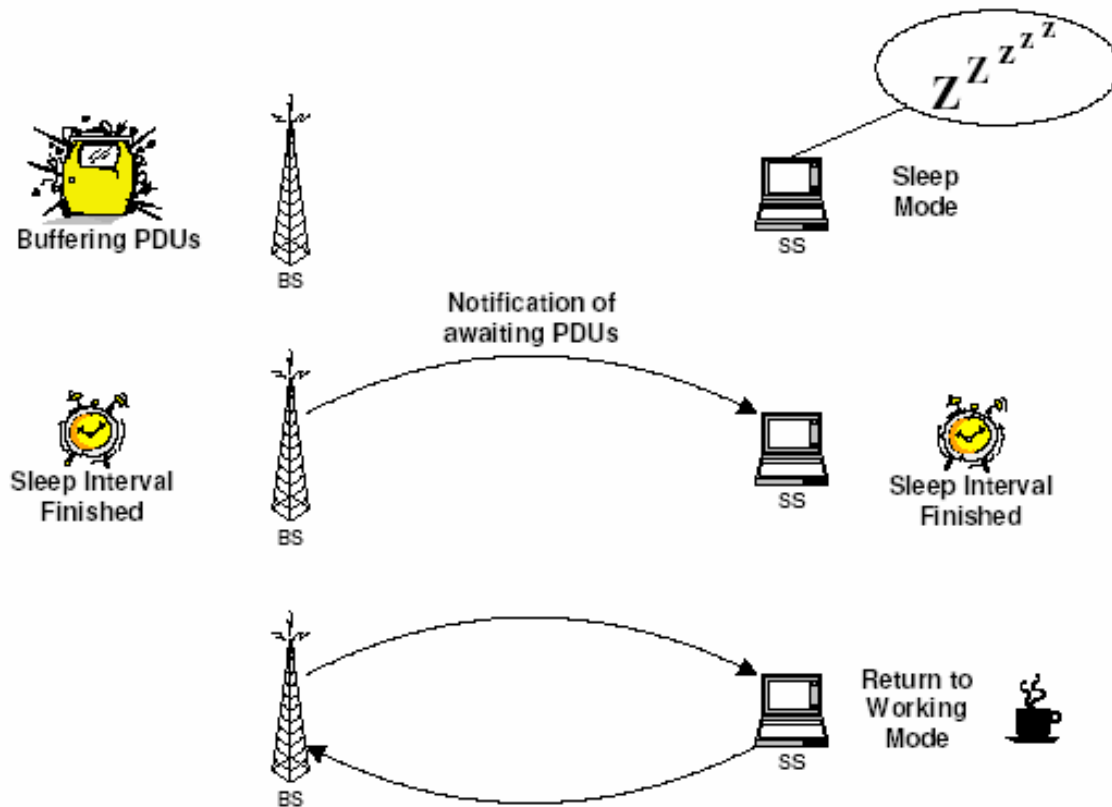 Z Z Z Z Z
Buffering PDUs
BS
SS
Sleep
Mode
Notification of
awaiting PDUs
Sleep Interval
Finished
BS
SS
Sleep Interval
Finished
BS
SS
Return to
Working
Mode